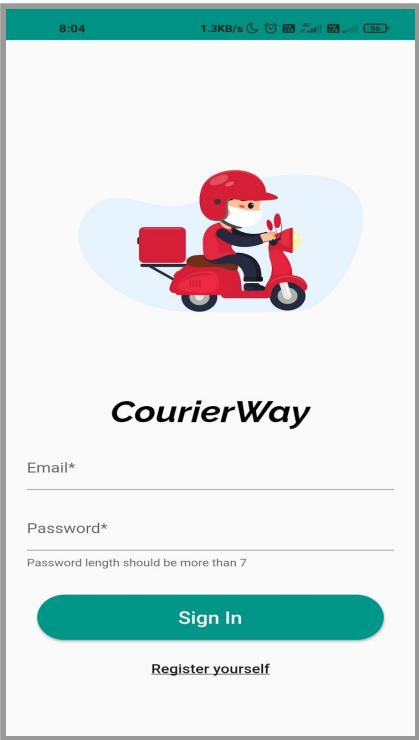 8:04 1.3KB/s 96
CourierWay
Email*
Password*
Password length should be more than 7
Sign In
Register yourself